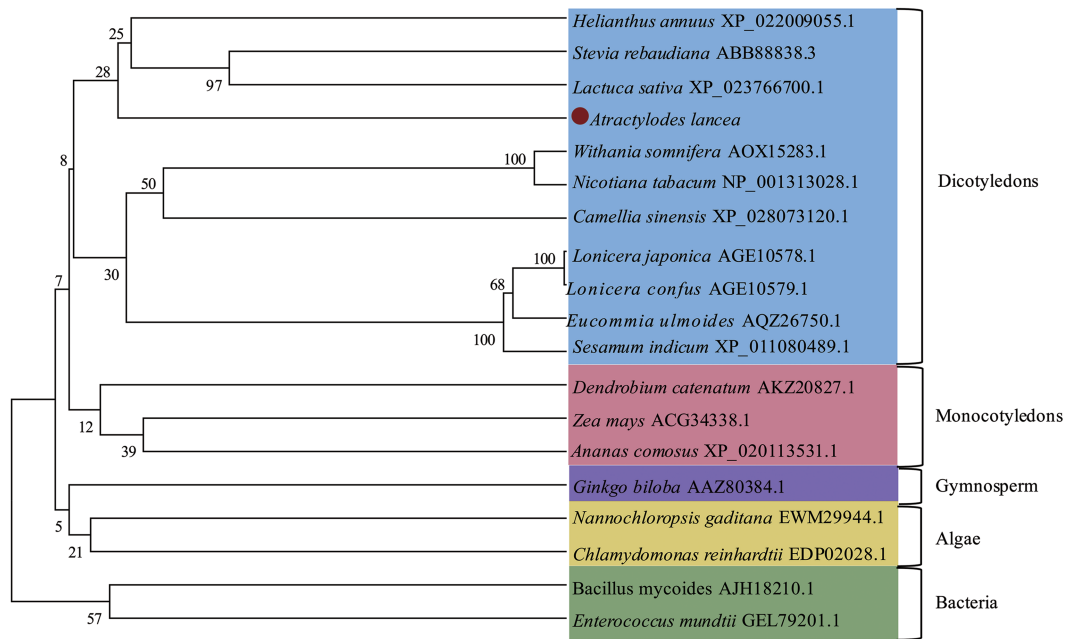 25
Helianthus annuus XP_022009055.1
Stevia rebaudiana ABB88838.3
28
97
Lactuca sativa XP_023766700.1
Atractylodes lancea
8
100
Withania somnifera AOX15283.1
50
Nicotiana tabacum NP_001313028.1
Dicotyledons
Camellia sinensis XP_028073120.1
100
Lonicera japonica AGE10578.1
7
30
68
Lonicera confus AGE10579.1
Eucommia ulmoides AQZ26750.1
100
Sesamum indicum XP_011080489.1
Dendrobium catenatum AKZ20827.1
12
Zea mays ACG34338.1
Monocotyledons
39
Ananas comosus XP_020113531.1
Ginkgo biloba AAZ80384.1
Gymnosperm
5
Nannochloropsis gaditana EWM29944.1
21
Chlamydomonas reinhardtii EDP02028.1
Algae
Bacillus mycoides AJH18210.1
57
Enterococcus mundtii GEL79201.1
Bacteria